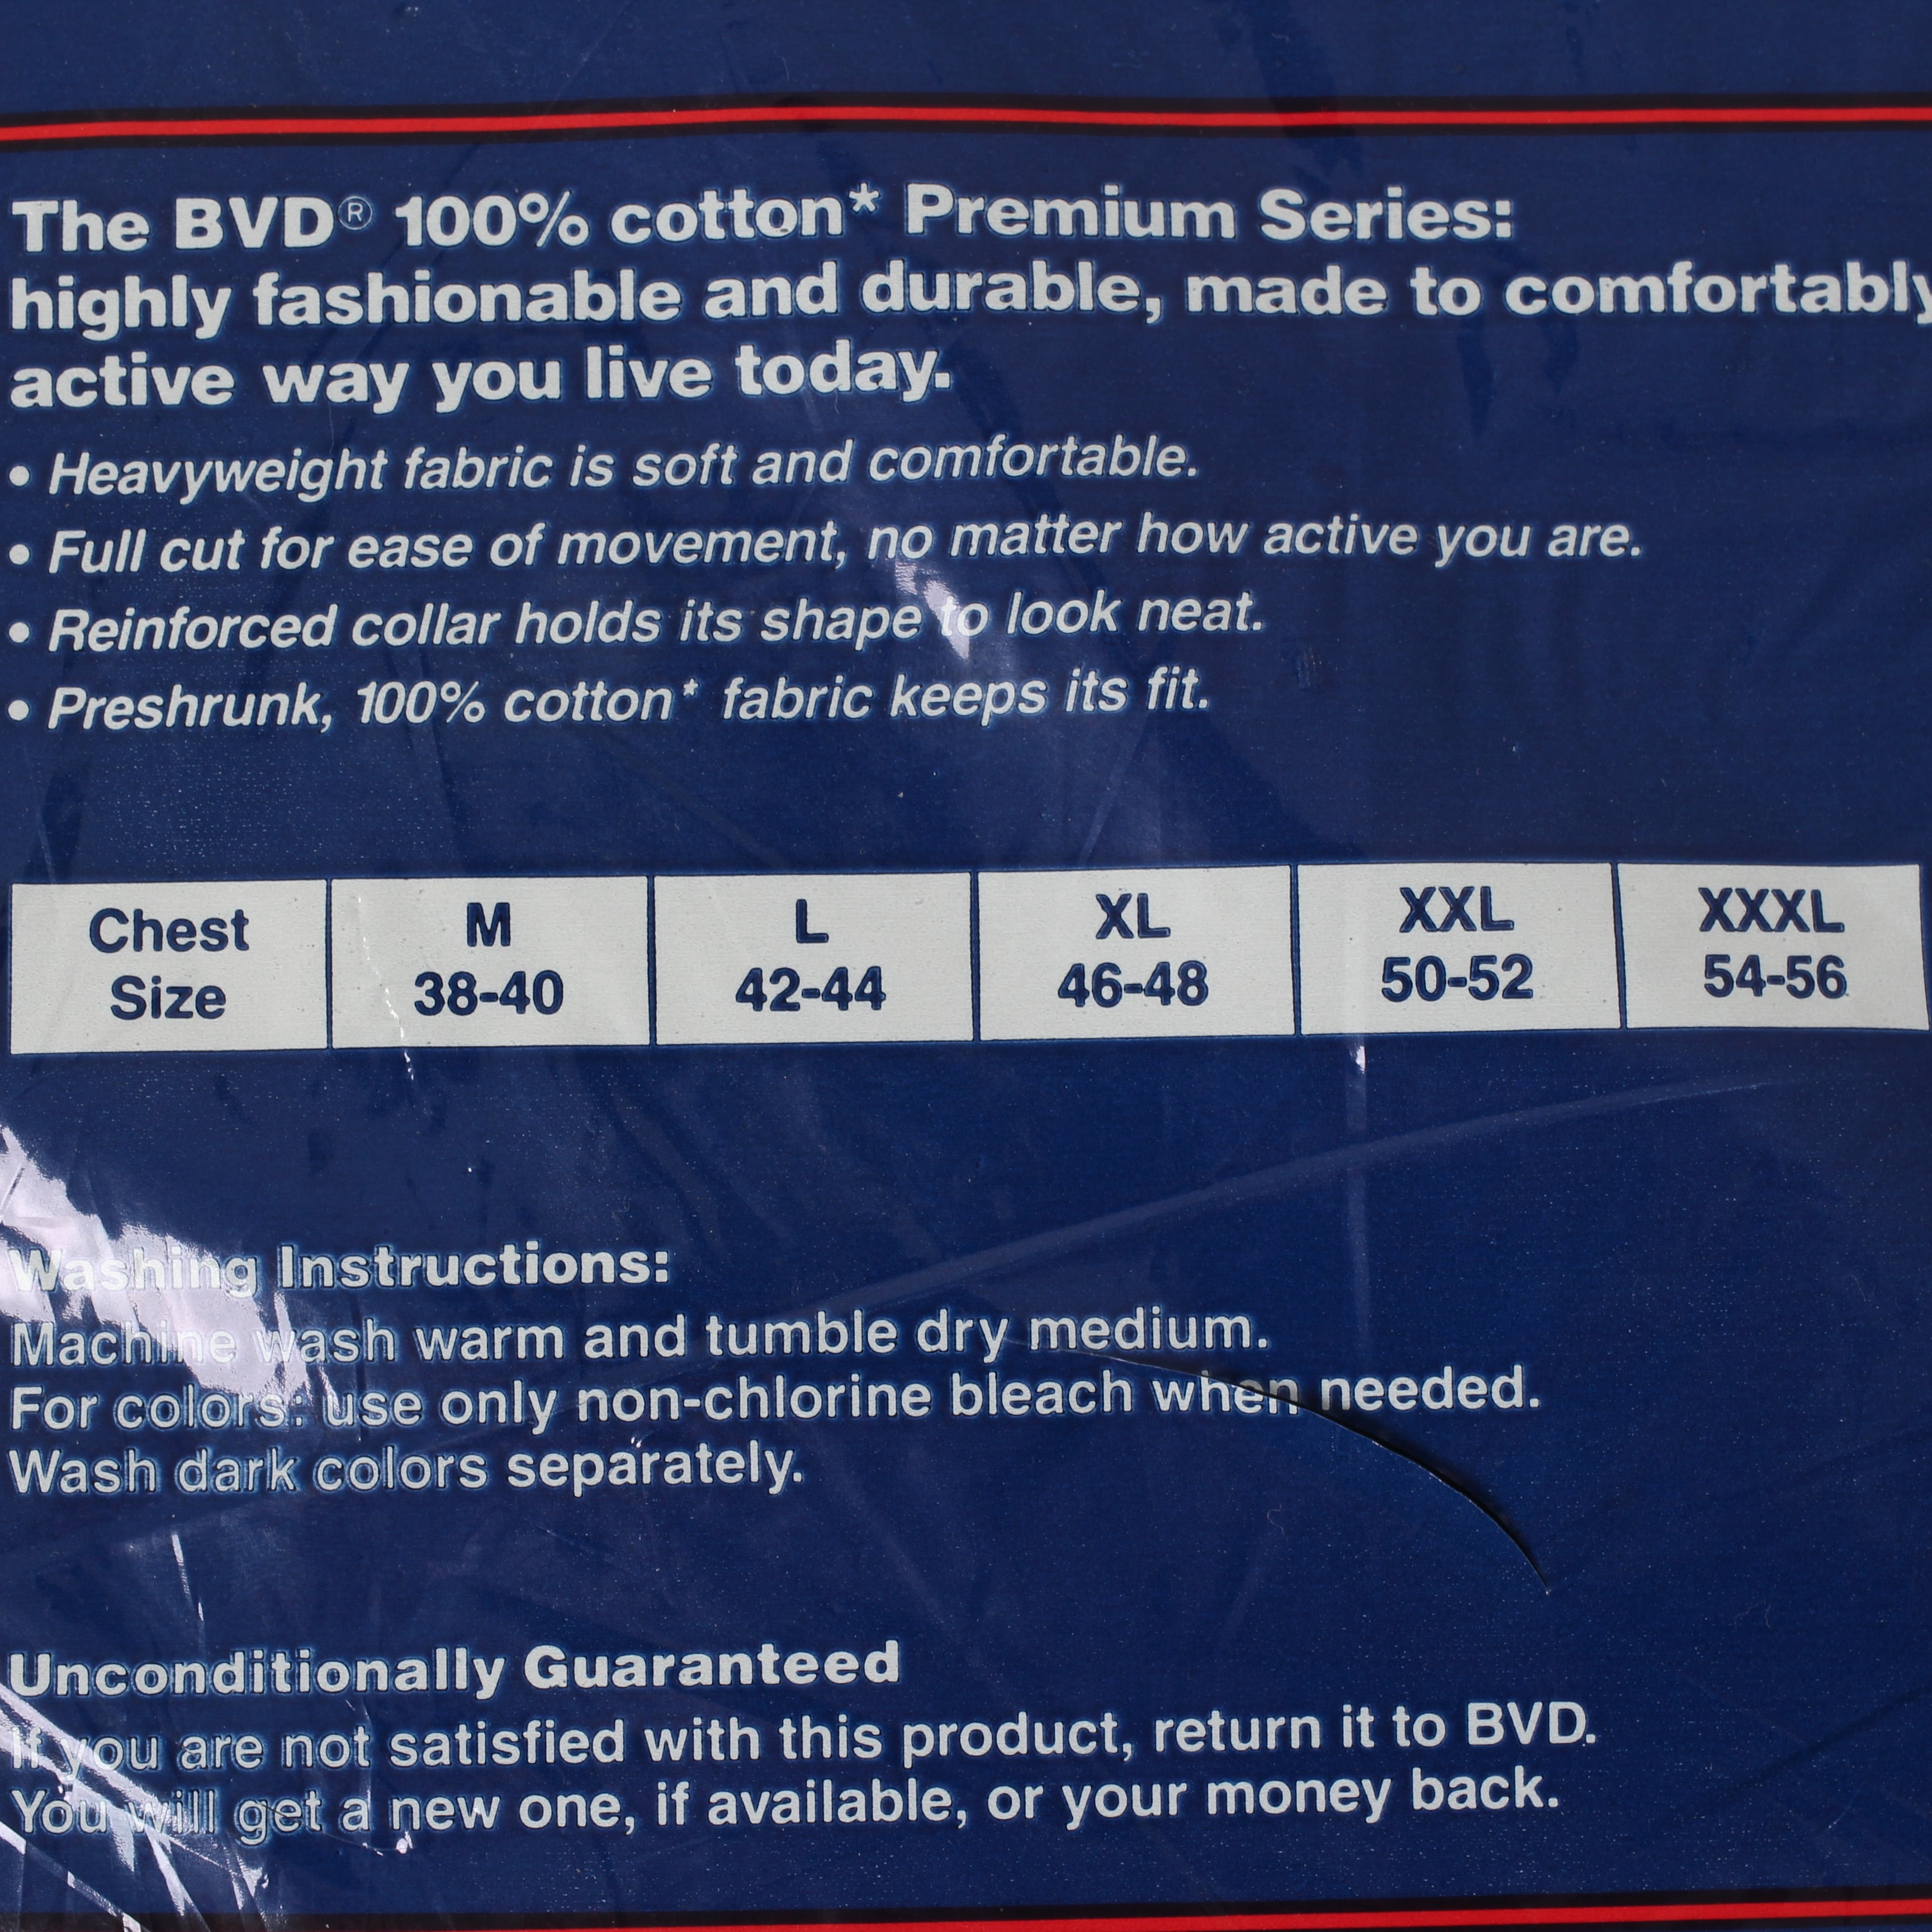 The BVD® 100% cotton* Premium Series:
highly fashionable and durable, made to comfortably
active way you live today.
• Heavyweight fabric is soft and comfortable.
• Full cut for ease of movement, no matter how active you are.
• Reinforced collar holds its shape to look neat.
• Preshrunk, 100% cotton* fabric keeps its fit.
Chest Size M 38-40 L 42-44 XL 46-48 XXL 50-52 XXXL 54-56
Washing Instructions:
Machine wash warm and tumble dry medium.
For colors: use only non-chlorine bleach when needed.
Wash dark colors separately.
Unconditionally Guaranteed
If you are not satisfied with this product, return it to BVD.
You will get a new one, if available, or your money back.